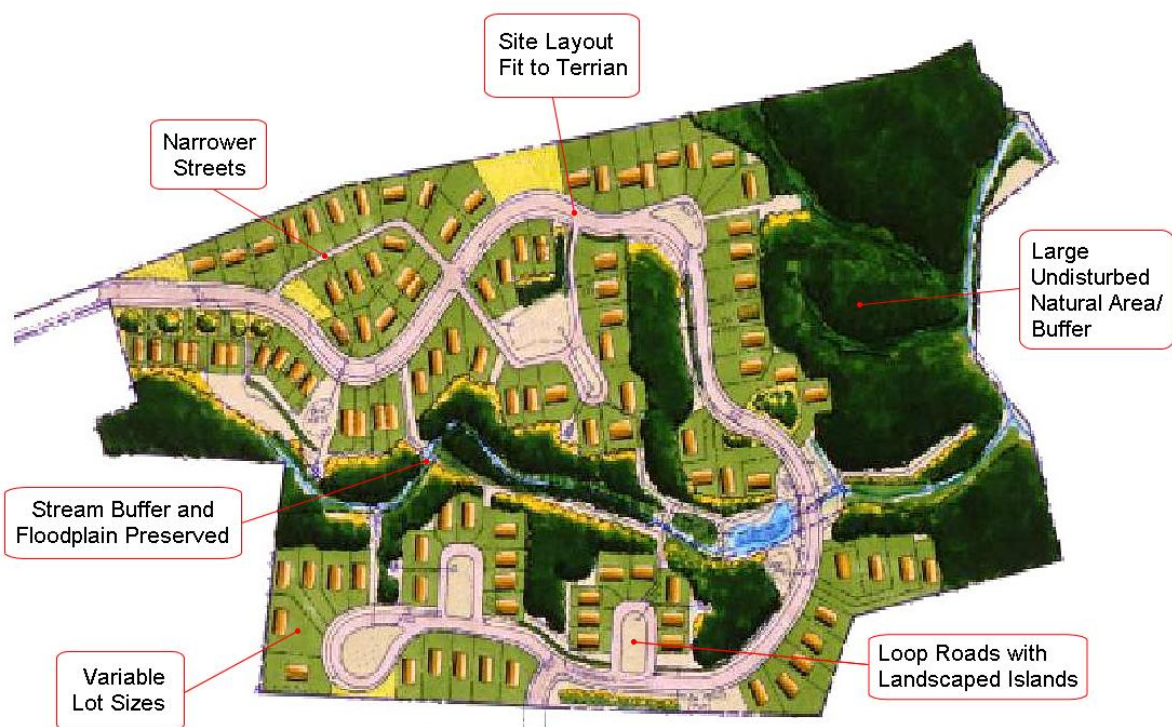 Site Layout
Fit to Terrian
Narrower
Streets
Large
Undisturbed
Natural Area/
Buffer
Stream Buffer and
Floodplain Preserved
Variable
Lot Sizes
Loop Roads with
Landscaped Islands